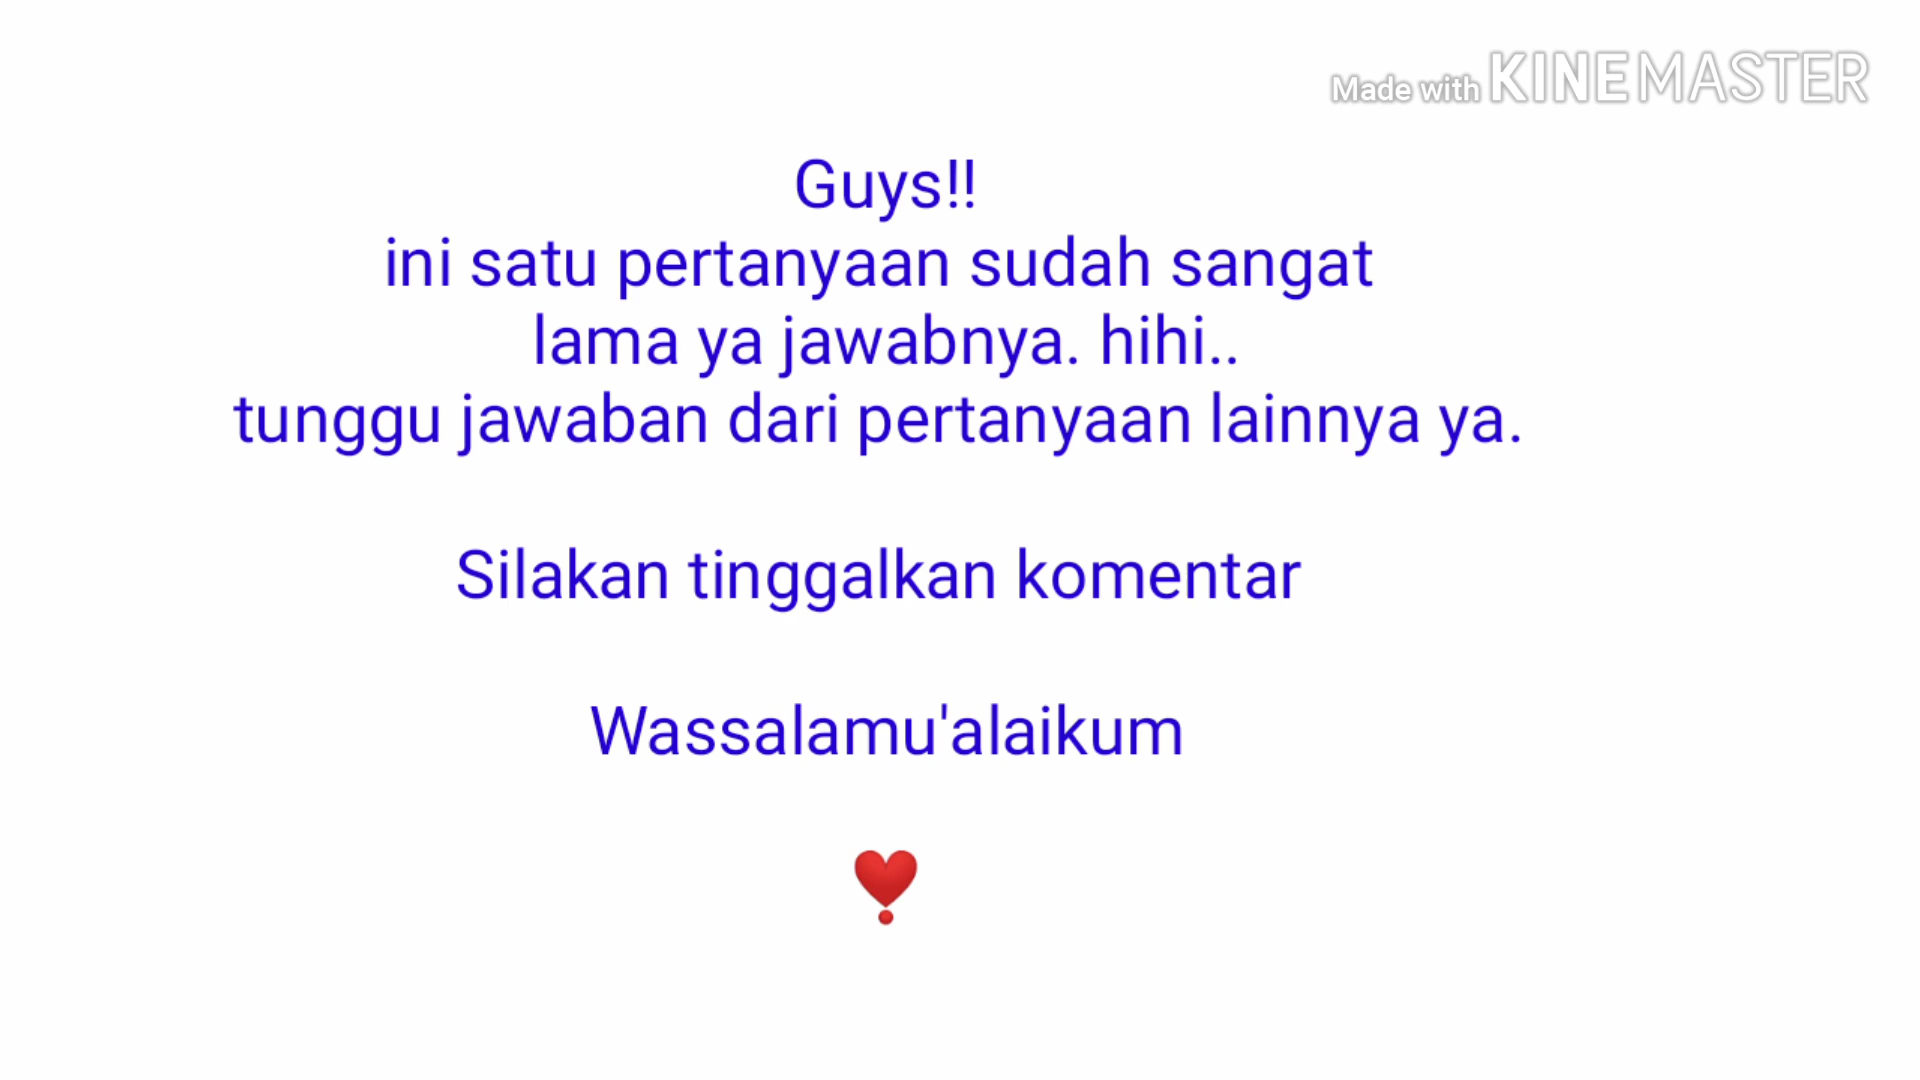 Made with KINEMASTER
Guys!!
ini satu pertanyaan sudah sangat
lama ya jawabnya. hihi..
tunggu jawaban dari pertanyaan lainnya ya.
Silakan tinggalkan komentar
Wassalamu'alaikum
❣